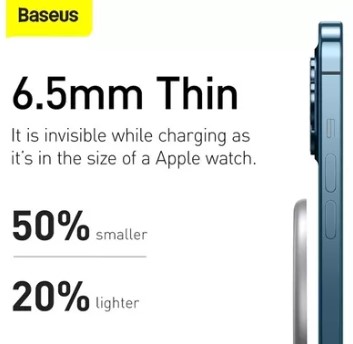 Baseus
6.5mm Thin
It is invisible while charging as
it's in the size of a Apple watch.
50% smaller
20% lighter